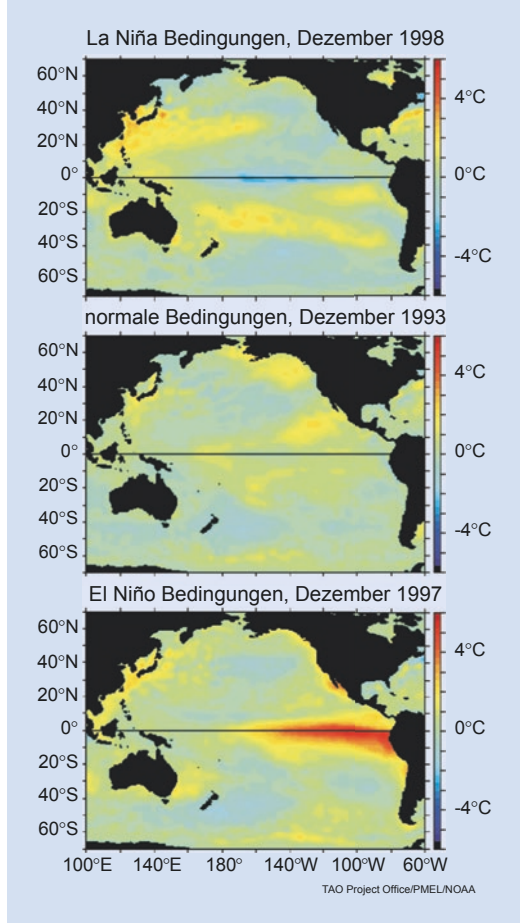 La Niña Bedingungen, Dezember 1998
60°N
40°N
20°N
0°
20°S
40°S
60°S
4°C
0°C
-4°C
normale Bedingungen, Dezember 1993
60°N
40°N
20°N
0°
20°S
40°S
60°S
4°C
0°C
-4°C
El Niño Bedingungen, Dezember 1997
60°N
40°N
20°N
0°
20°S
40°S
60°S
4°C
0°C
-4°C
100°E 140°E 180° 140°W 100°W 60°W
TAO Project Office/PMEL/NOAA